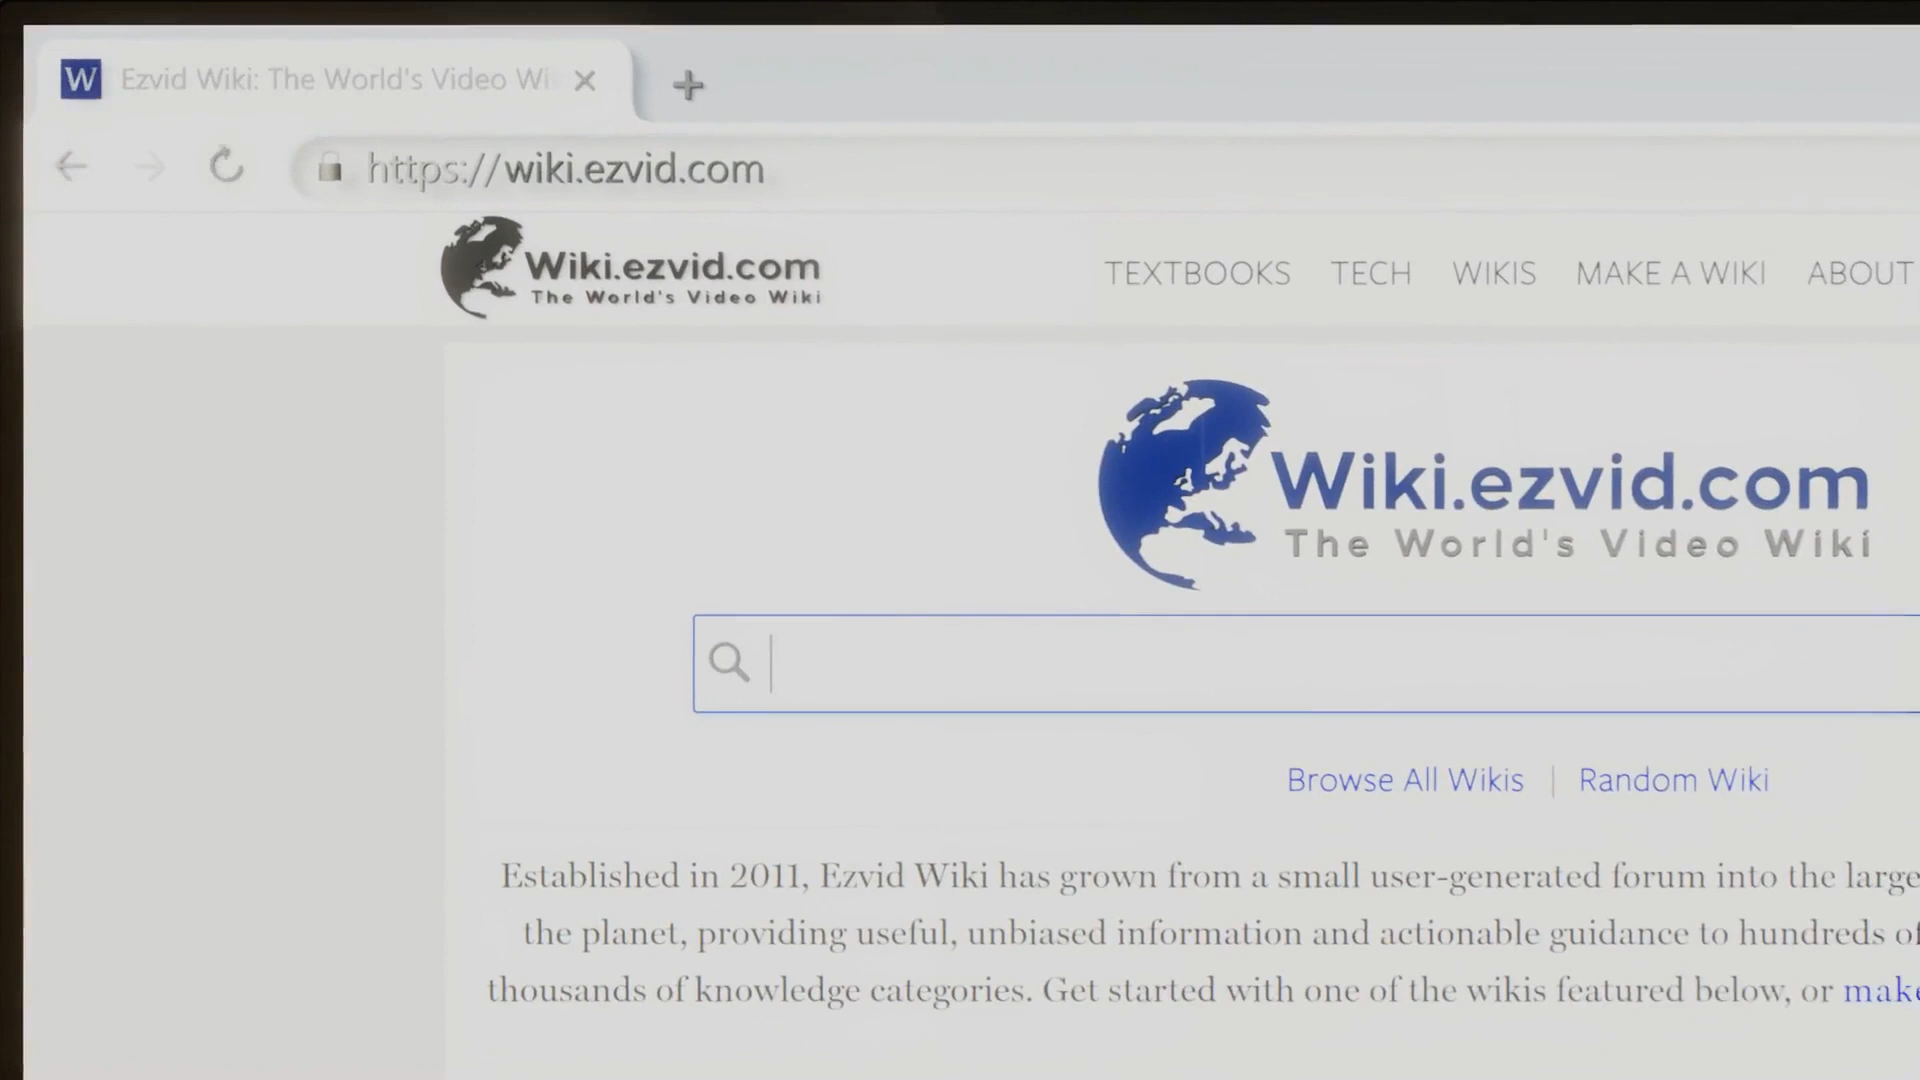 W Ezvid Wiki: The World's Video Wi
https://wiki.ezvid.com
Wiki.ezvid.com
The World's Video Wiki
TEXTBOOKS TECH WIKIS MAKE A WIKI ABOUT
Wiki.ezvid.com
The World's Video Wiki
Browse All Wikis | Random Wiki
Established in 2011, Ezvid Wiki has grown from a small user-generated forum into the large
the planet, providing useful, unbiased information and actionable guidance to hundreds of
thousands of knowledge categories. Get started with one of the wikis featured below, or make